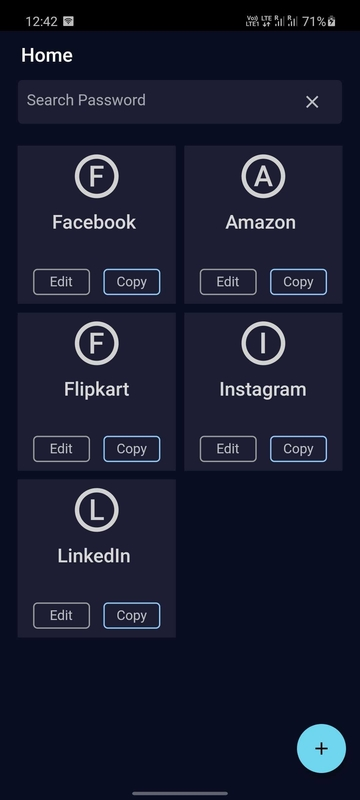 12:42 Vo)) LTE1 LTE R R 71%
Home
Search Password
F A
Facebook Amazon
Edit Copy Edit Copy
F I
Flipkart Instagram
Edit Copy Edit Copy
L
LinkedIn
Edit Copy
+